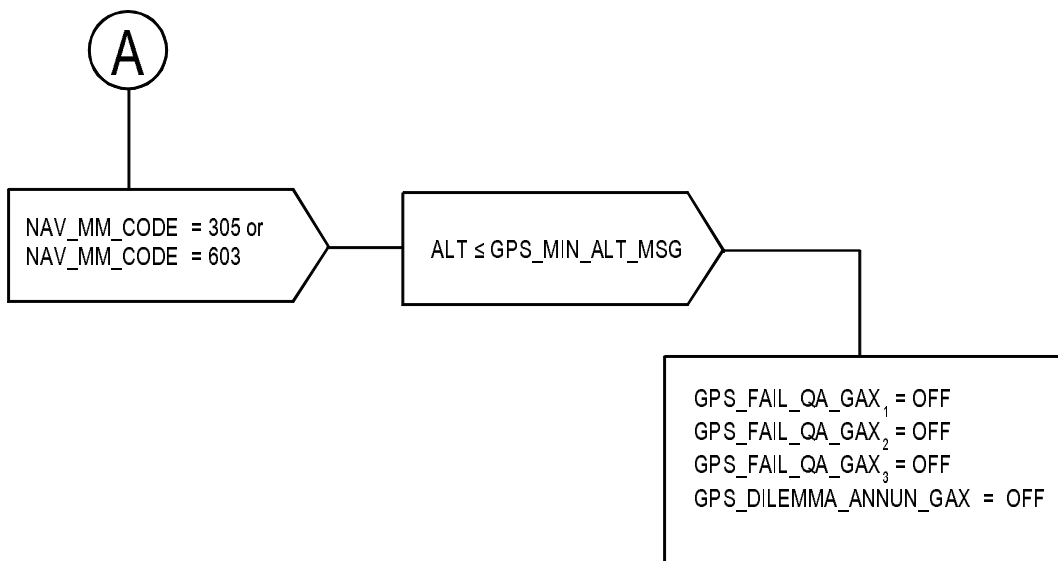 A
NAV_MM_CODE = 305 or
NAV_MM_CODE = 603
ALT ≤ GPS_MIN_ALT_MSG
GPS_FAIL_QA_GAX₁ = OFF
GPS_FAIL_QA_GAX₂ = OFF
GPS_FAIL_QA_GAX₃ = OFF
GPS_DILEMMA_ANNUN_GAX = OFF